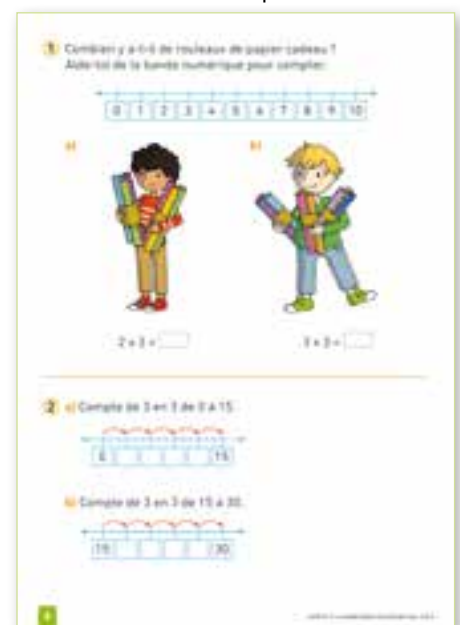 1 Combien y a-t-il de rouleaux de papier cadeau ?
Aide-toi de la bande numérique pour compter.
0 1 2 3 4 5 6 7 8 9 10
a) b)
2 × 3 = 3 × 3 =
2 a) Compte de 3 en 3 de 0 à 15.
0 15
b) Compte de 3 en 3 de 15 à 30.
15 30